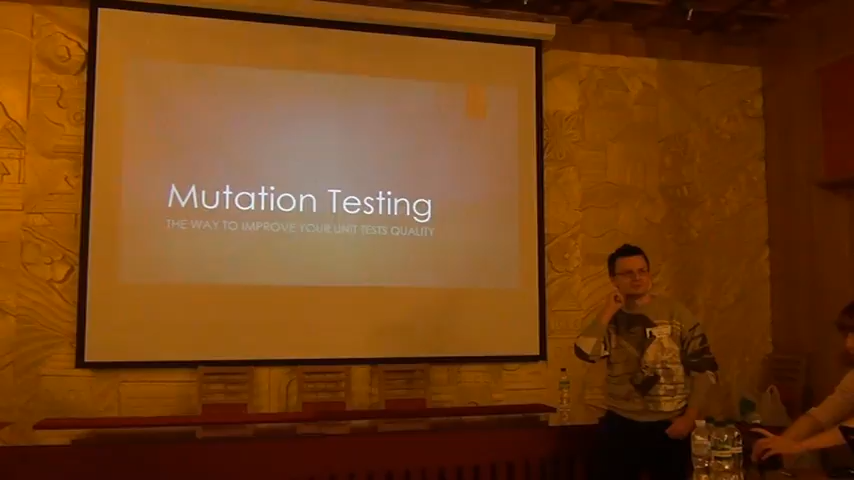 Mutation Testing
THE WAY TO IMPROVE YOUR UNIT TESTS QUALITY